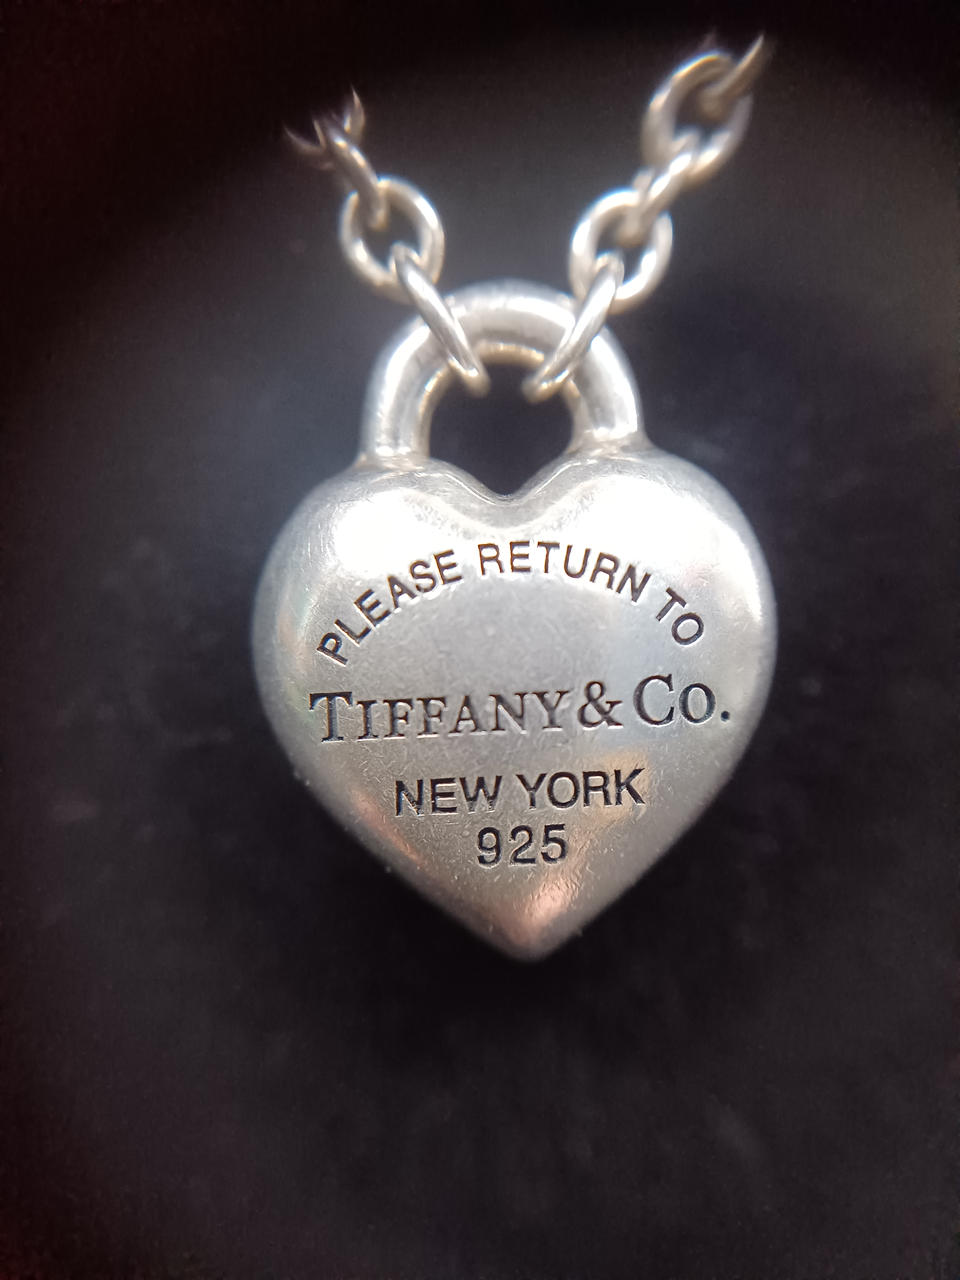 PLEASE RETURN TO
TIFFANY & CO.
NEW YORK
925